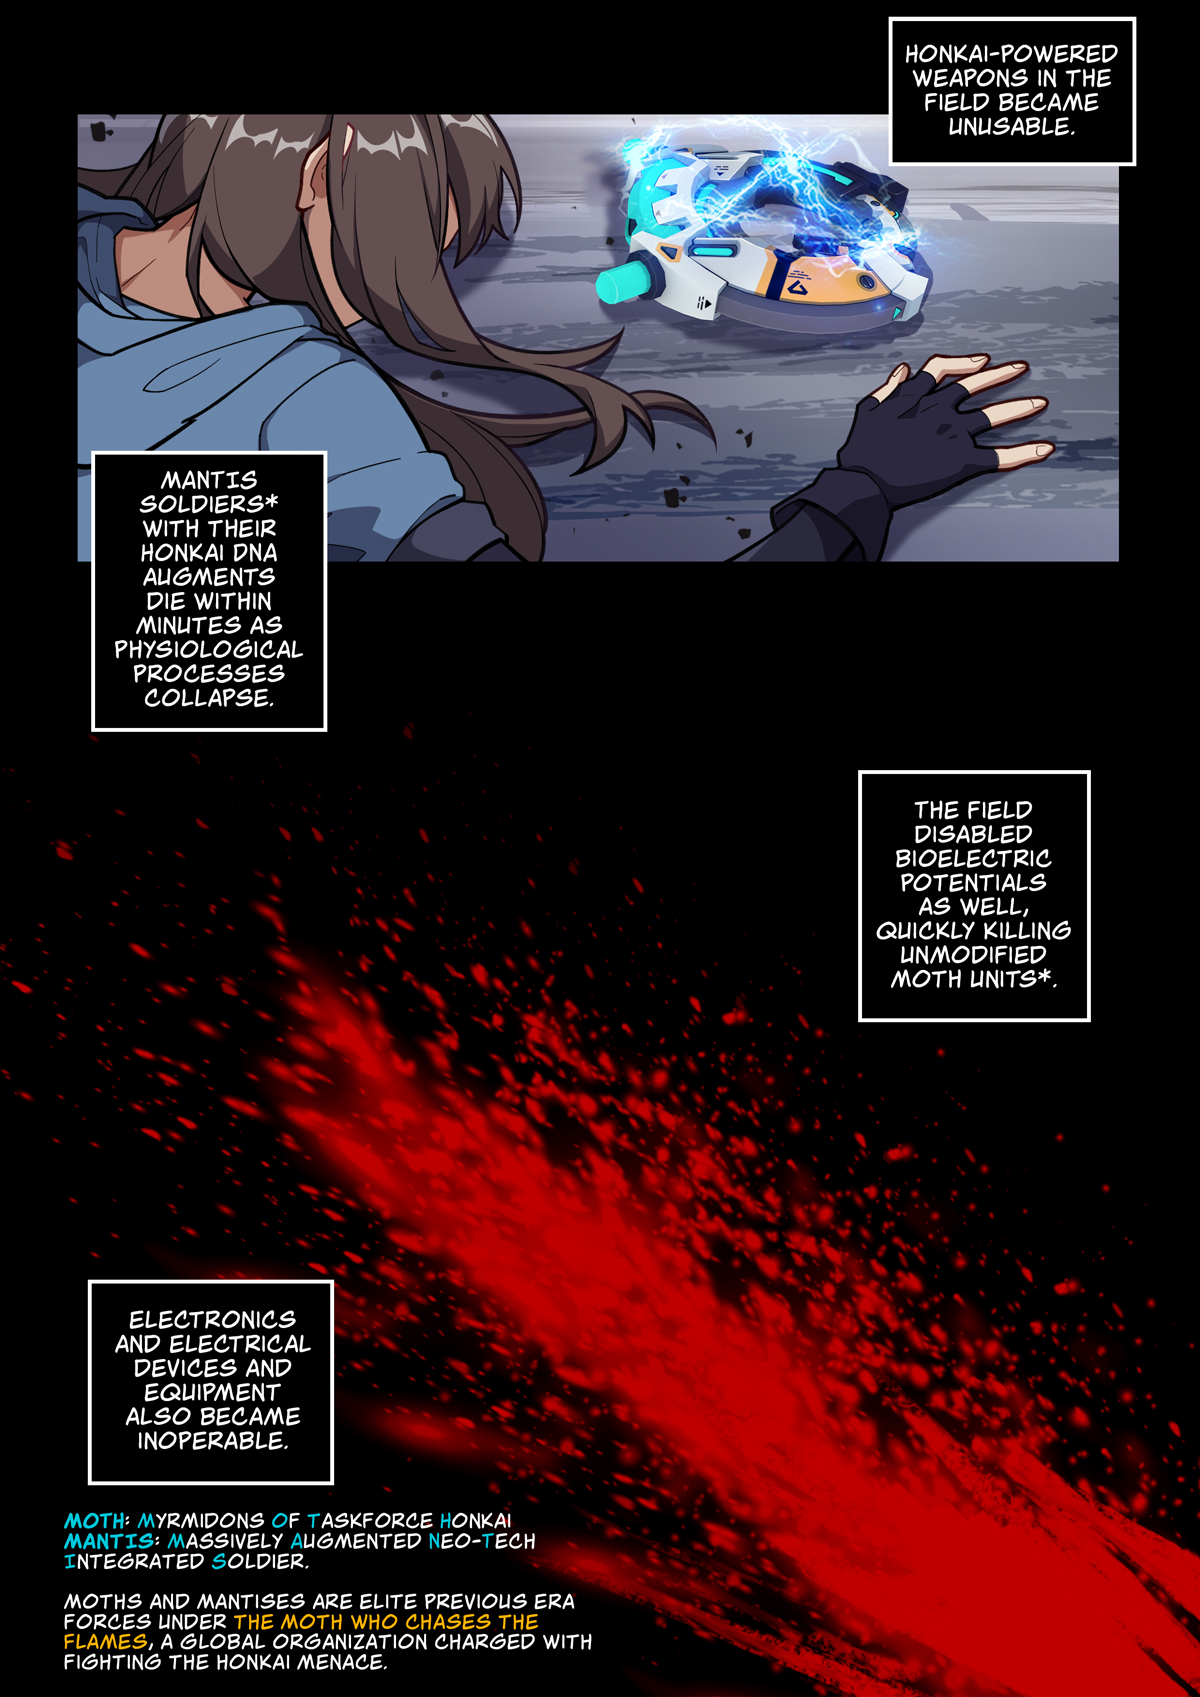 HONKAI-POWERED
WEAPONS IN THE
FIELD BECAME
UNUSABLE.
MANTIS
SOLDIERS*
WITH THEIR
HONKAI DNA
AUGMENTS
DIE WITHIN
MINUTES AS
PHYSIOLOGICAL
PROCESSES
COLLAPSE.
THE FIELD
DISABLED
BIOELECTRIC
POTENTIALS
AS WELL,
QUICKLY KILLING
UNMODIFIED
MOTH UNITS*.
ELECTRONICS
AND ELECTRICAL
DEVICES AND
EQUIPMENT
ALSO BECAME
INOPERABLE.
MOTH: MYRMIDONS OF TASKFORCE HONKAI
MANTIS: MASSIVELY AUGMENTED NEO-TECH
INTEGRATED SOLDIER.
MOTHS AND MANTISES ARE ELITE PREVIOUS ERA
FORCES UNDER THE MOTH WHO CHASES THE
FLAMES, A GLOBAL ORGANIZATION CHARGED WITH
FIGHTING THE HONKAI MENACE.